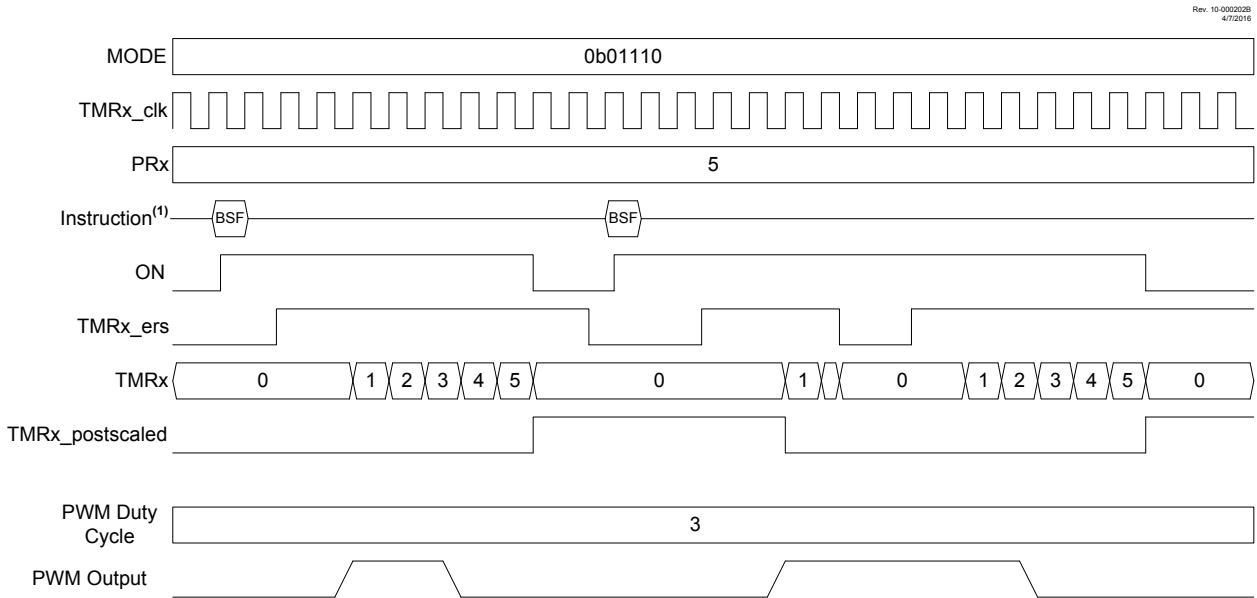 Rev. 10-000202B
4/7/2016
MODE 0b01110
TMRx_clk
PRx 5
Instruction(1) BSF BSF
ON
TMRx_ers
TMRx 0 1 2 3 4 5 0 1 0 1 2 3 4 5 0
TMRx_postscaled
PWM Duty
Cycle 3
PWM Output